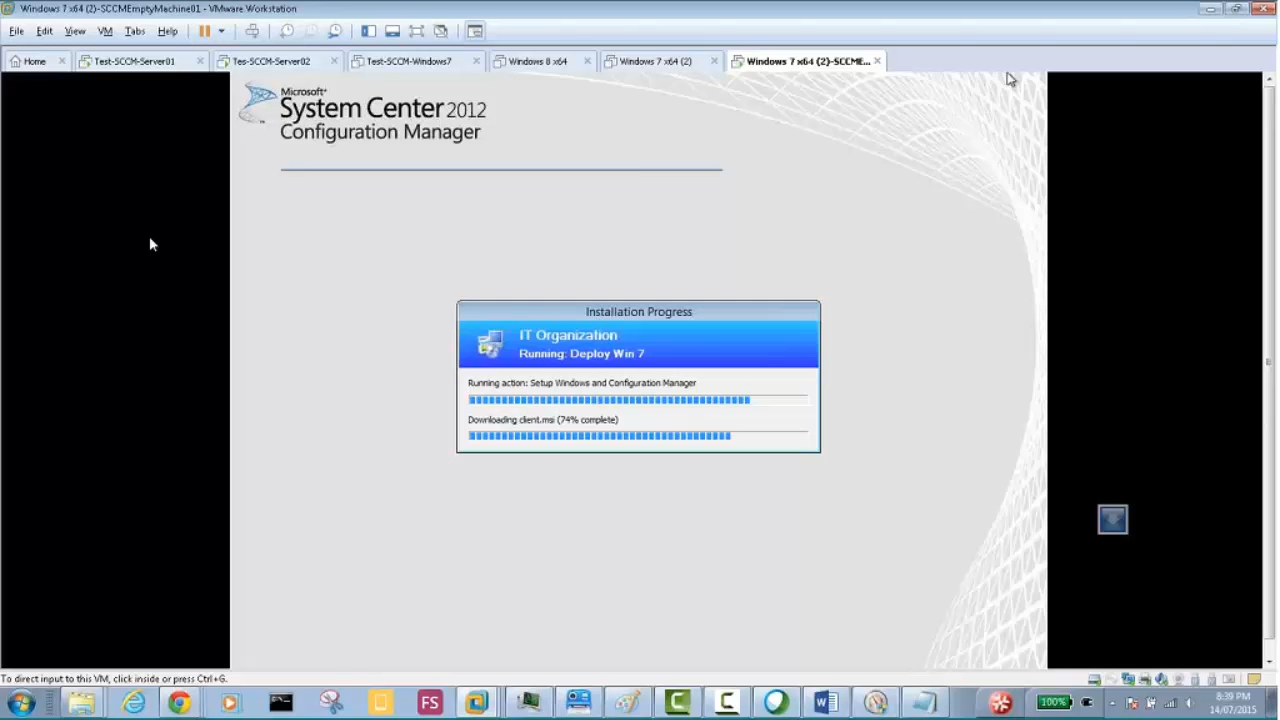 Windows 7 x64 (2)-SCCMEmptyMachine01 - VMware Workstation
File Edit View VM Tabs Help
Home Test-SCCM-Server01 Tes-SCCM-Server02 Test-SCCM-Windows7 Windows 8 x64 Windows 7 x64 (2) Windows 7 x64 (2)-SCCME...
Microsoft
System Center 2012
Configuration Manager
Installation Progress
IT Organization
Running: Deploy Win 7
Running action: Setup Windows and Configuration Manager
Downloading client.msi (74% complete)
To direct input to this VM, click inside or press Ctrl+G.
FS
100%
8:39 PM
14/07/2015